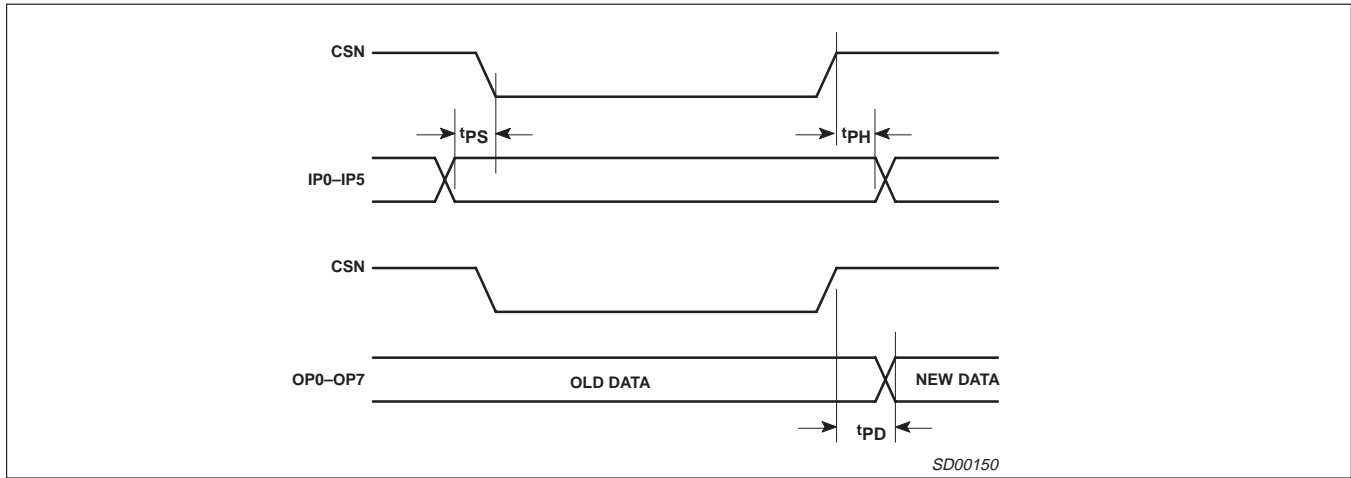 CSN
tPS
tPH
IP0–IP5
CSN
OP0–OP7
OLD DATA
NEW DATA
tPD
SD00150